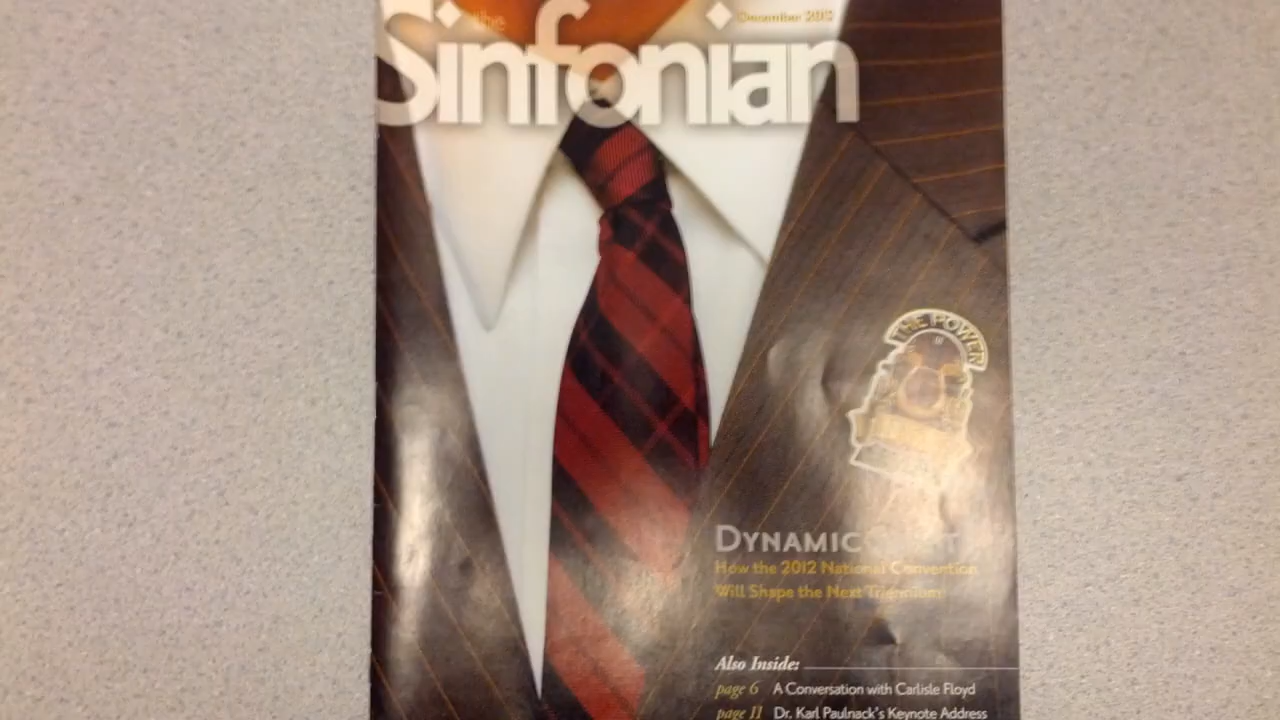 The
December 2012
Sinfonian
THE POWER
DYNAMIC
How the 2012 National Convention
Will Shape the Next Triennium
Also Inside:
page 6 A Conversation with Carlisle Floyd
page 11 Dr. Karl Paulnack's Keynote Address